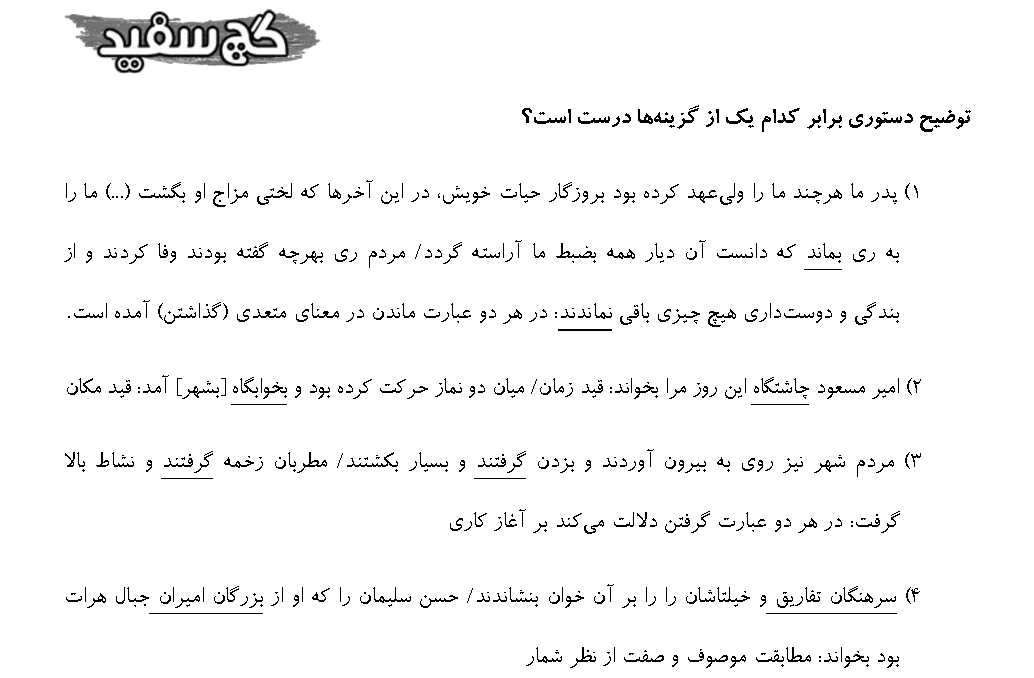 گچ سفید
توضیح دستوری برابر کدام یک از گزینه‌ها درست است؟
۱) پدر ما هرچند ما را ولی‌عهد کرده بود بروزگار حیات خویش، در این آخرها که لختی مزاج او بگشت (...) ما را
به ری بماند که دانست آن دیار همه بضبط ما آراسته گردد/ مردم ری بهرچه گفته بودند وفا کردند و از
بندگی و دوست‌داری هیچ چیزی باقی نماندند: در هر دو عبارت ماندن در معنای متعدی (گذاشتن) آمده است.
۲) امیر مسعود چاشتگاه این روز مرا بخواند: قید زمان/ میان دو نماز حرکت کرده بود و بخوابگاه [بشهر] آمد: قید مکان
۳) مردم شهر نیز روی به بیرون آوردند و بزدن گرفتند و بسیار بکشتند/ مطربان زخمه گرفتند و نشاط بالا
گرفت: در هر دو عبارت گرفتن دلالت می‌کند بر آغاز کاری
۴) سرهنگان تفاریق و خیلتاشان را را بر آن خوان بنشاندند/ حسن سلیمان را که او از بزرگان امیران جبال هرات
بود بخواند: مطابقت موصوف و صفت از نظر شمار